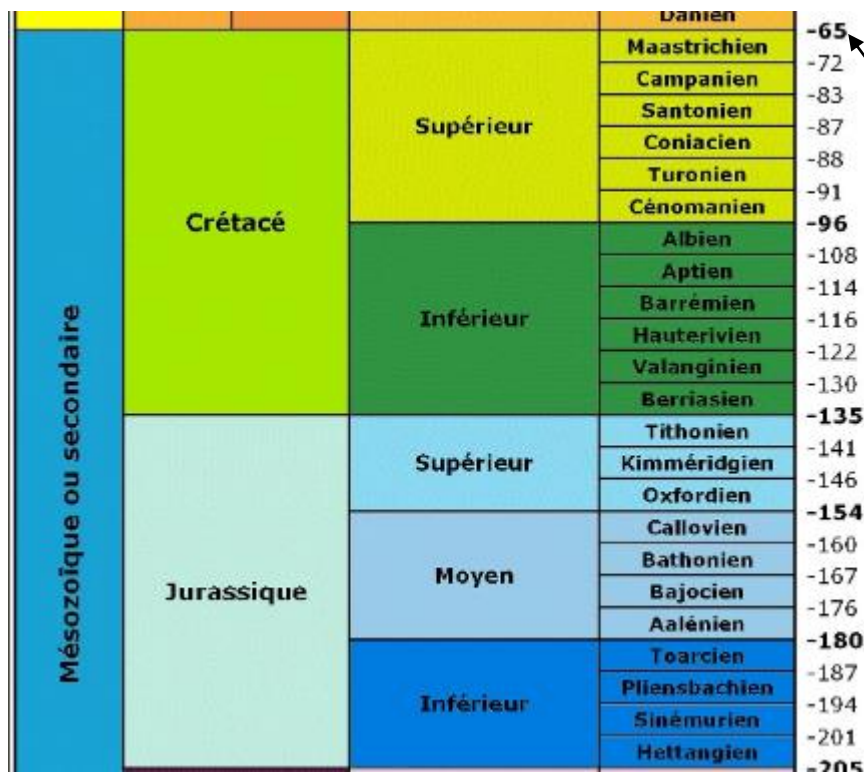 Danien
-65
Maastrichien
-72
Campanien
-83
Santonien
Supérieur
-87
Coniacien
-88
Turonien
-91
Crétacé
Cénomanien
-96
Albien
-108
Aptien
-114
Barrémien
Inférieur
-116
Hauterivien
-122
Valanginien
-130
Berriasien
-135
Tithonien
-141
Supérieur
Kimméridgien
-146
Oxfordien
-154
Mésozoïque ou secondaire
Callovien
-160
Bathonien
Moyen
-167
Jurassique
Bajocien
-176
Aalénien
-180
Toarcien
-187
Pliensbachien
Inférieur
-194
Sinémurien
-201
Hettangien
-205